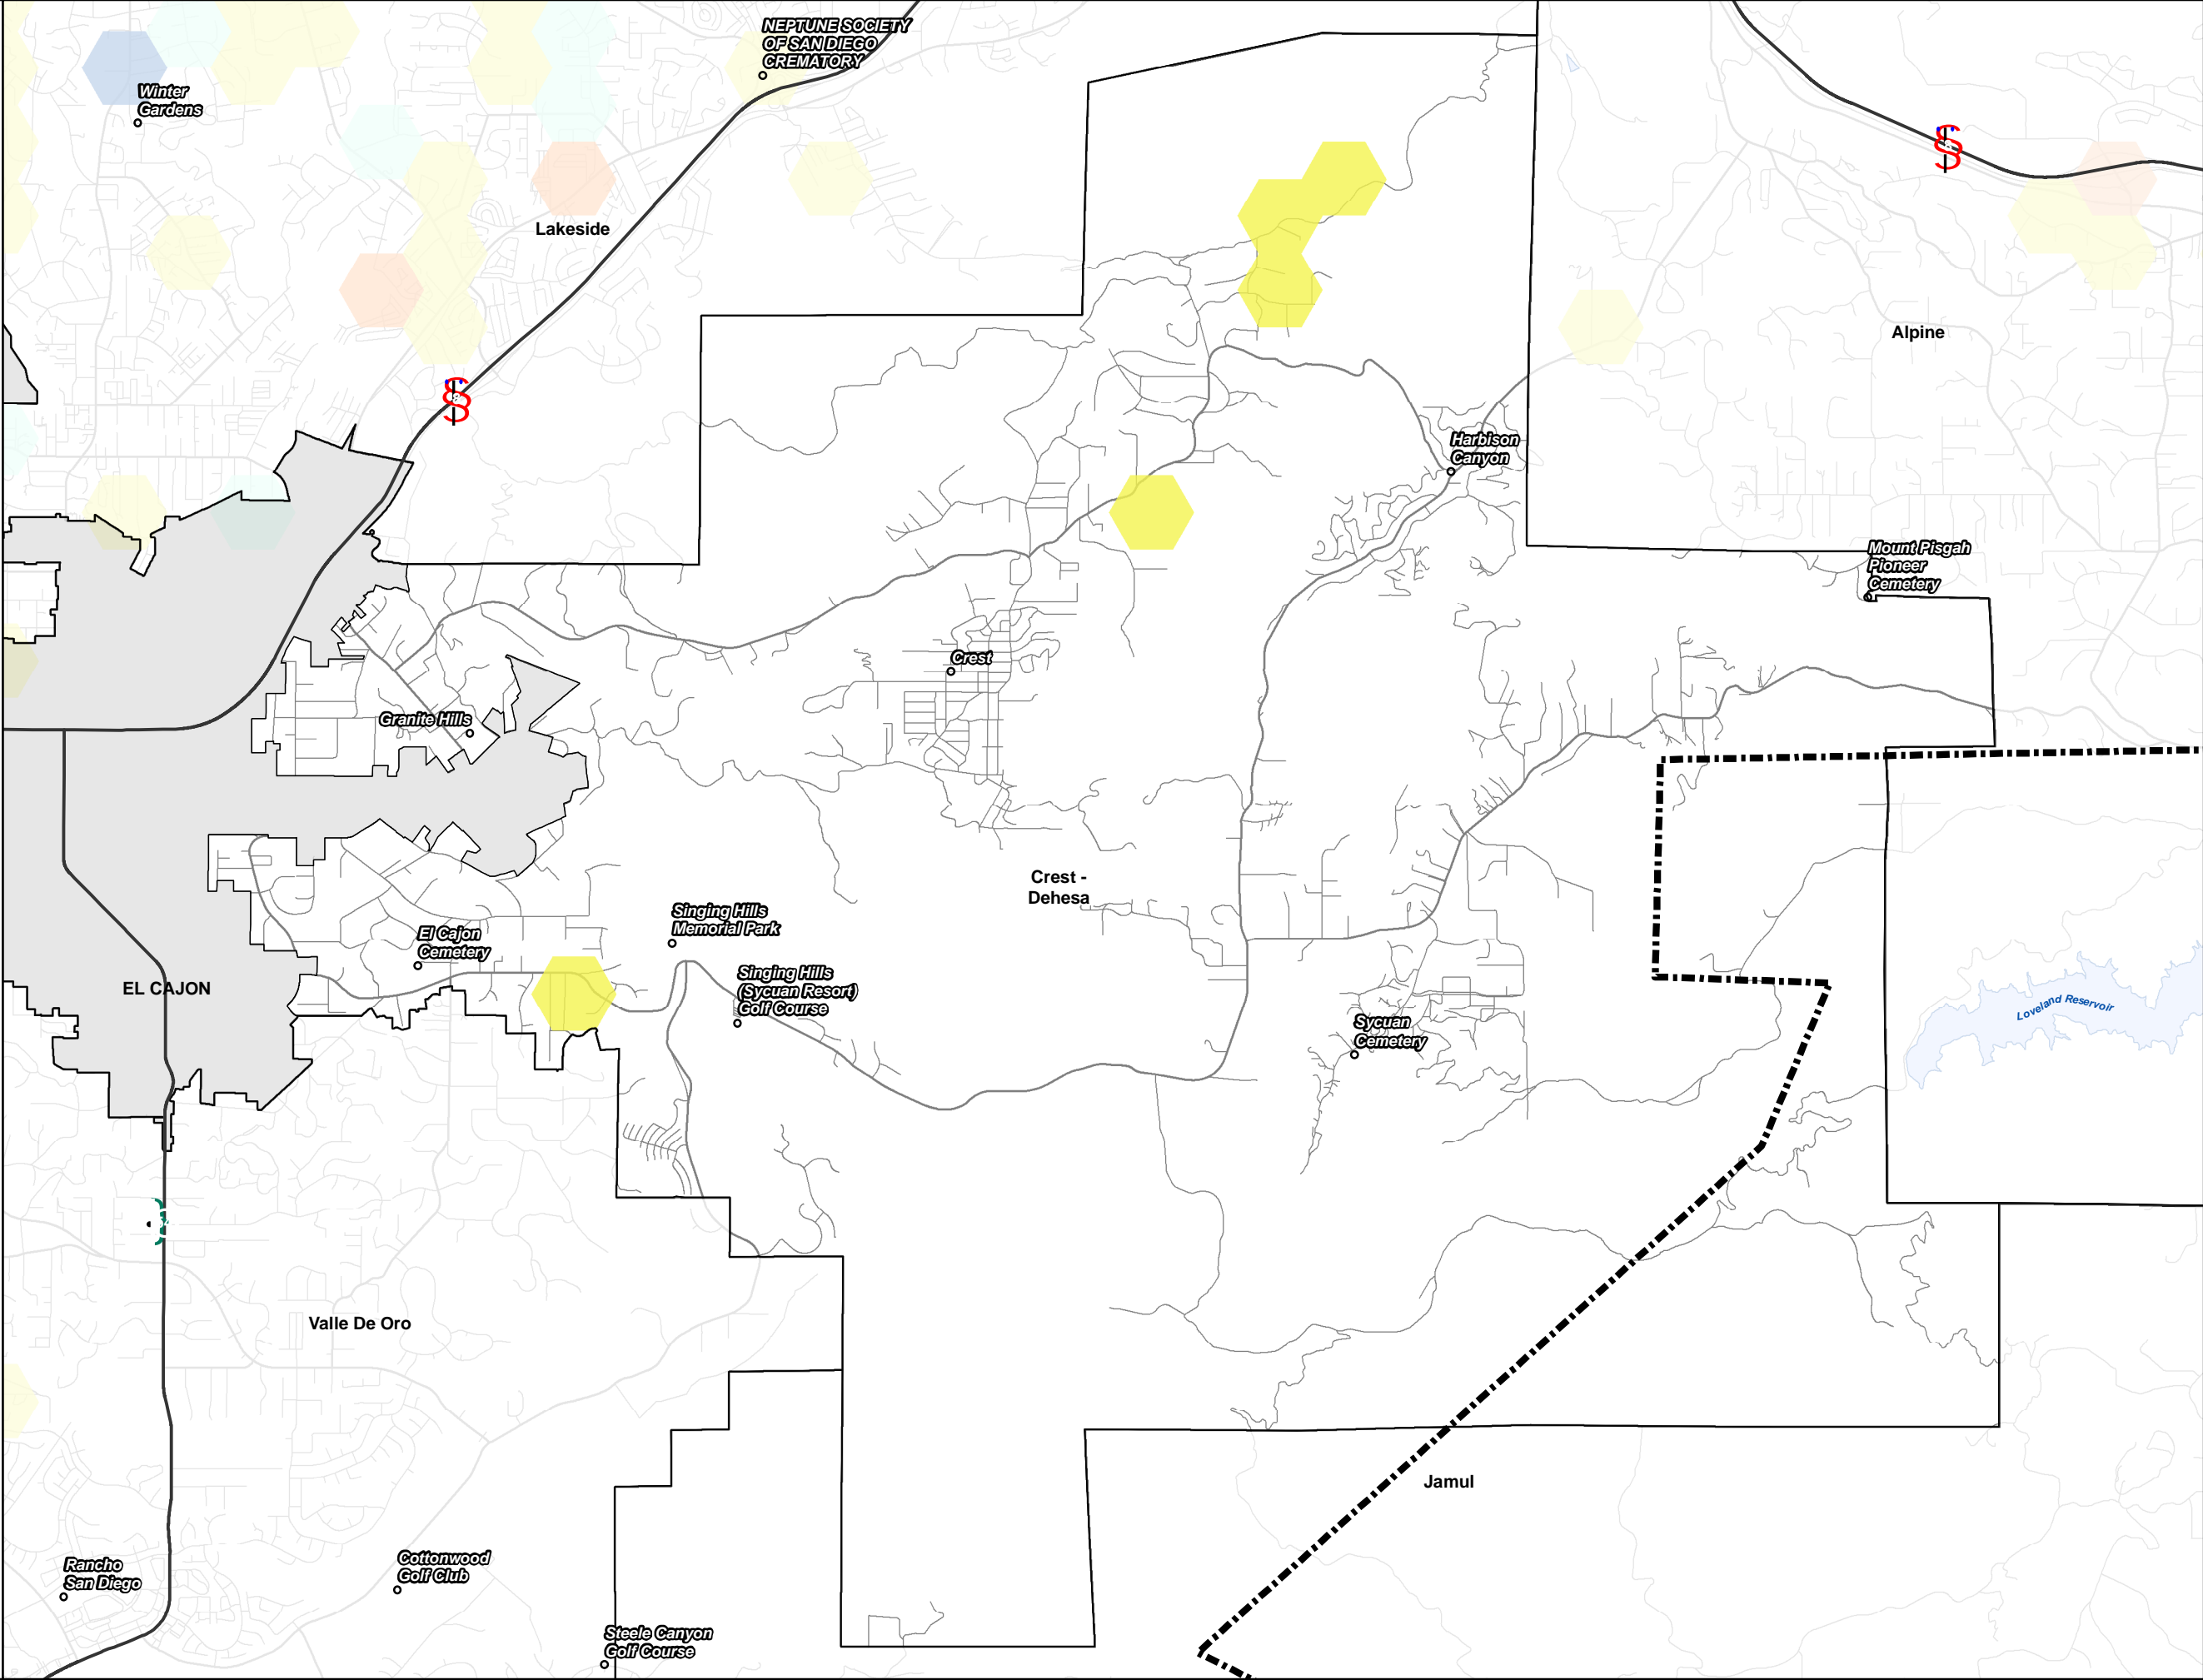 NEPTUNE SOCIETY
OF SAN DIEGO
CREMATORY
Winter
Gardens
Lakeside
Alpine
Harbison
Canyon
Mount Pisgah
Pioneer
Cemetery
Crest
Granite Hills
Crest -
Dehesa
Singing Hills
Memorial Park
El Cajon
Cemetery
EL CAJON
Singing Hills
(Sycuan Resort)
Golf Course
Sycuan
Cemetery
Loveland Reservoir
Valle De Oro
Jamul
Rancho
San Diego
Cottonwood
Golf Club
Steele Canyon
Golf Course